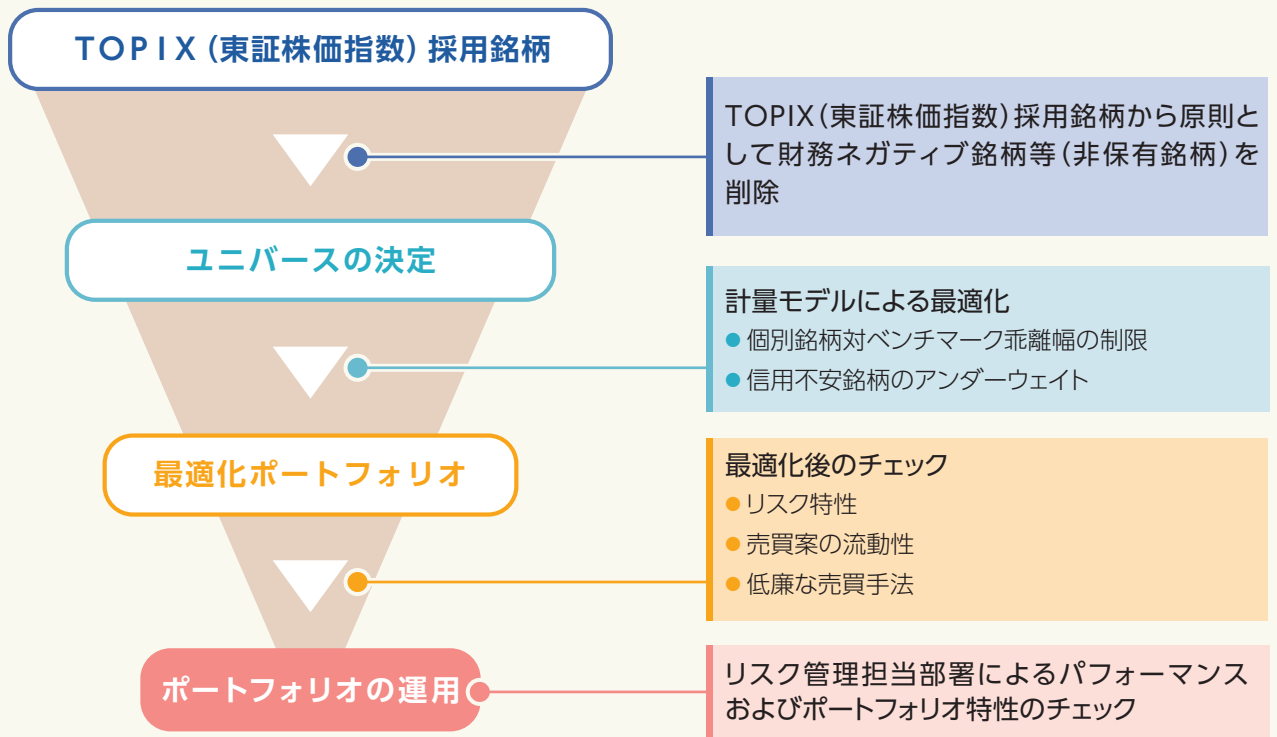 TOPIX(東証株価指数)採用銘柄
TOPIX(東証株価指数)採用銘柄から原則と
して財務ネガティブ銘柄等(非保有銘柄)を
削除
ユニバースの決定
計量モデルによる最適化
● 個別銘柄対ベンチマーク乖離幅の制限
● 信用不安銘柄のアンダーウェイト
最適化ポートフォリオ
最適化後のチェック
● リスク特性
● 売買案の流動性
● 低廉な売買手法
ポートフォリオの運用
リスク管理担当部署によるパフォーマンス
およびポートフォリオ特性のチェック